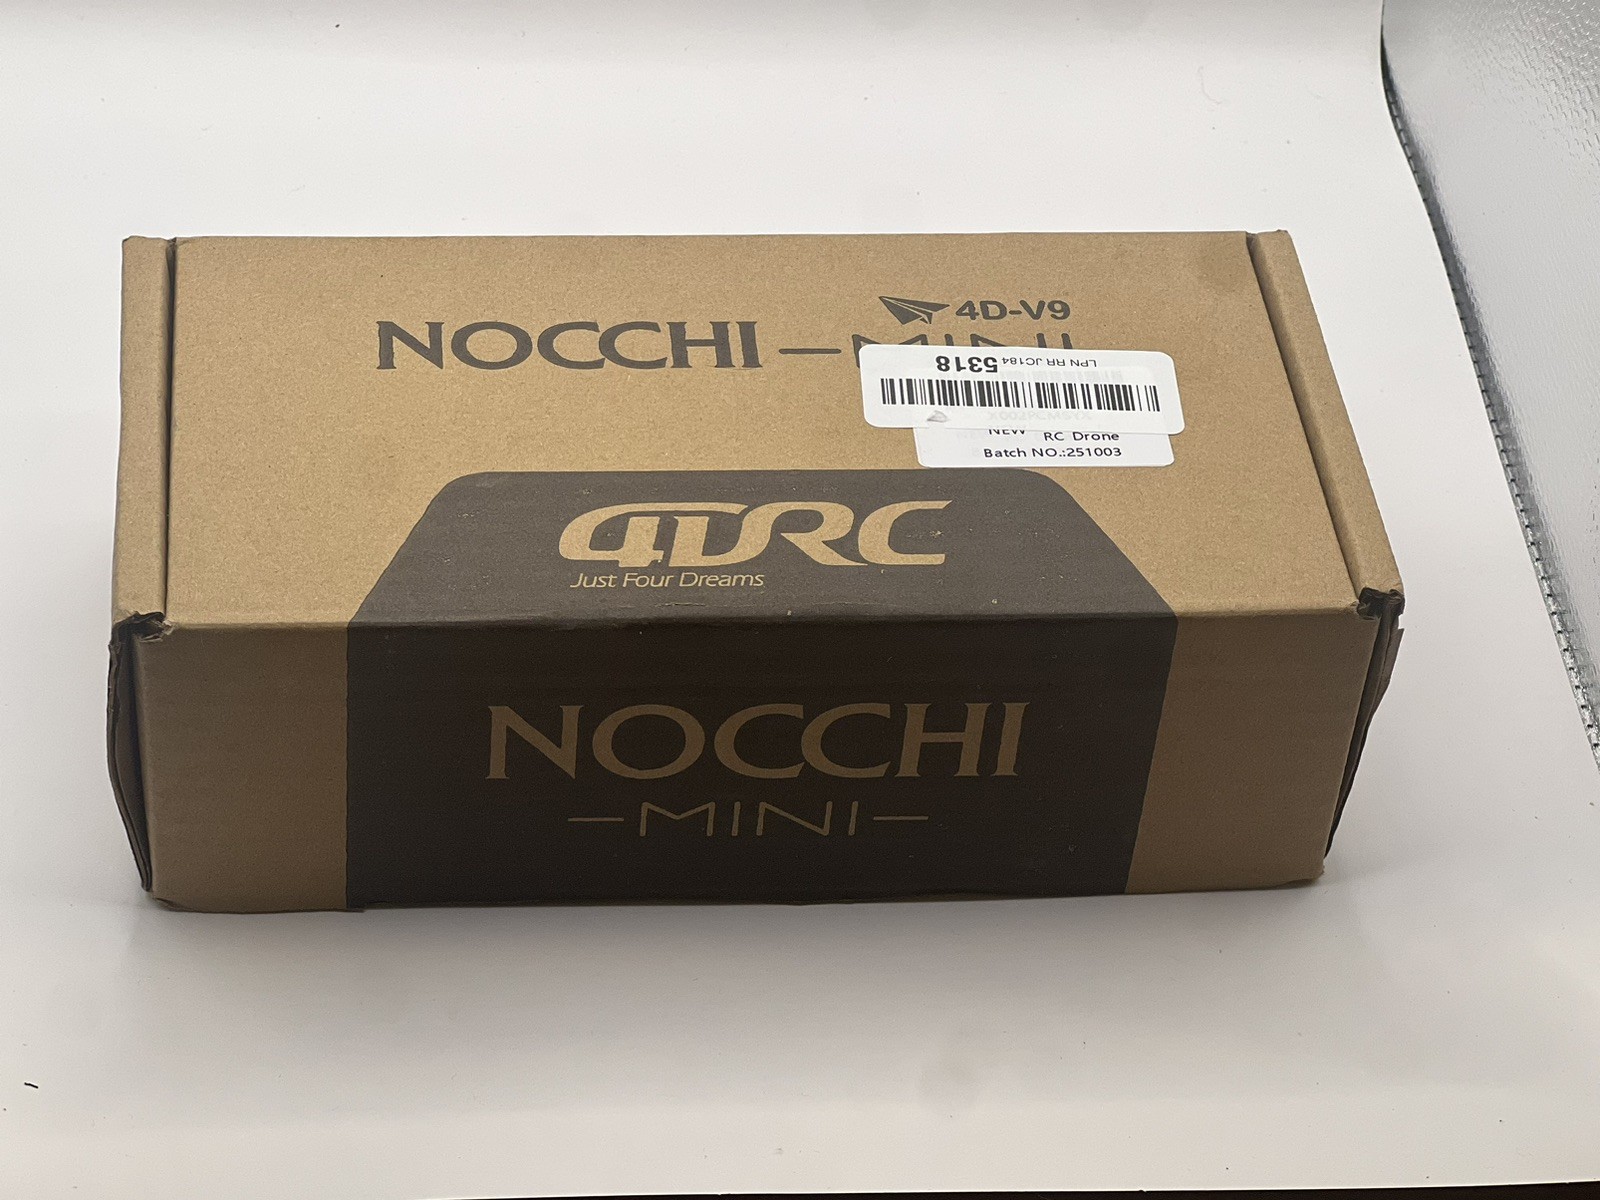 4D-V9
NOCCHI — MINI
LPN RR JC184 5318
NEW RC Drone
Batch NO.:251003
4DRC
Just Four Dreams
NOCCHI
—MINI—